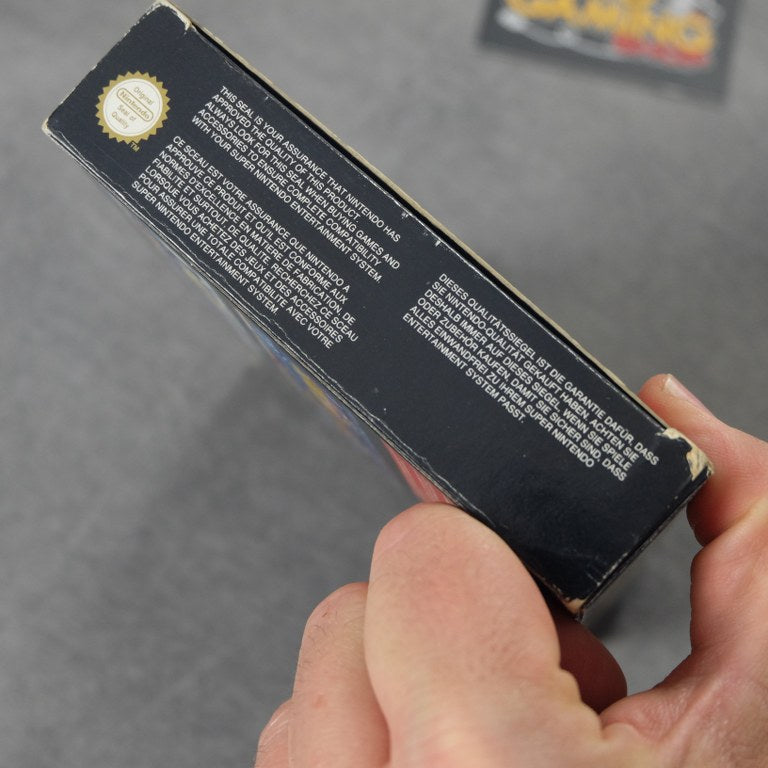 GAMING
Original
Nintendo
Seal of
Quality
TM
THIS SEAL IS YOUR ASSURANCE THAT NINTENDO HAS
APPROVED THE QUALITY OF THIS PRODUCT.
ALWAYS LOOK FOR THIS SEAL WHEN BUYING GAMES AND
ACCESSORIES TO ENSURE COMPLETE COMPATIBILITY
WITH YOUR SUPER NINTENDO ENTERTAINMENT SYSTEM.
CE SCEAU EST VOTRE ASSURANCE QUE NINTENDO A
APPROUVE CE PRODUIT ET QU'IL EST CONFORME AUX
NORMES D'EXCELLENCE EN MATIERE DE FABRICATION, DE
FIABILITE ET SURTOUT, DE QUALITE. RECHERCHEZ CE SCEAU
LORSQUE VOUS ACHETEZ DES JEUX ET DES ACCESSOIRES
POUR ASSURER UNE TOTALE COMPATIBILITE AVEC VOTRE
SUPER NINTENDO ENTERTAINMENT SYSTEM.
DIESES QUALITÄTSSIEGEL IST DIE GARANTIE DAFÜR, DASS
SIE NINTENDO-QUALITÄT GEKAUFT HABEN. ACHTEN SIE
DESHALB IMMER AUF DIESES SIEGEL, WENN SIE SPIELE
ODER ZUBEHÖR KAUFEN, DAMIT SIE SICHER SIND, DASS
ALLES EINWANDFREI ZU IHREM SUPER NINTENDO
ENTERTAINMENT SYSTEM PASST.